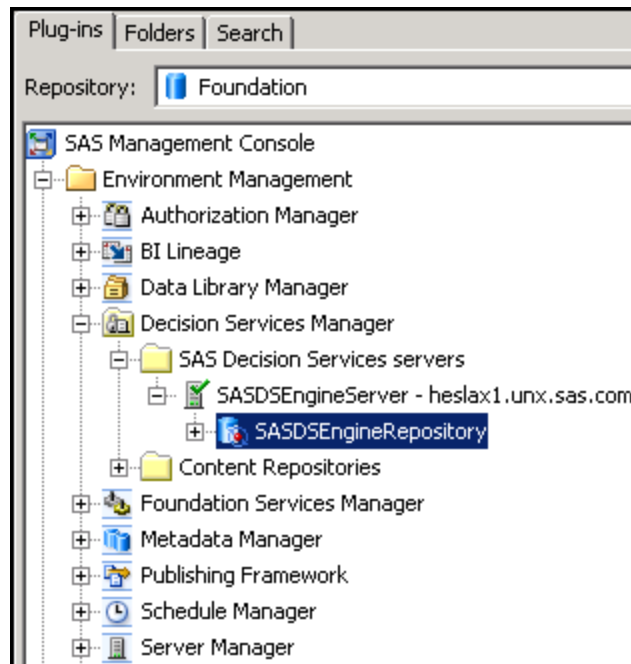 Plug-ins Folders Search
Repository: Foundation
SAS Management Console
Environment Management
Authorization Manager
BI Lineage
Data Library Manager
Decision Services Manager
SAS Decision Services servers
SASDSEngineServer - heslax1.unx.sas.com
SASDSEngineRepository
Content Repositories
Foundation Services Manager
Metadata Manager
Publishing Framework
Schedule Manager
Server Manager